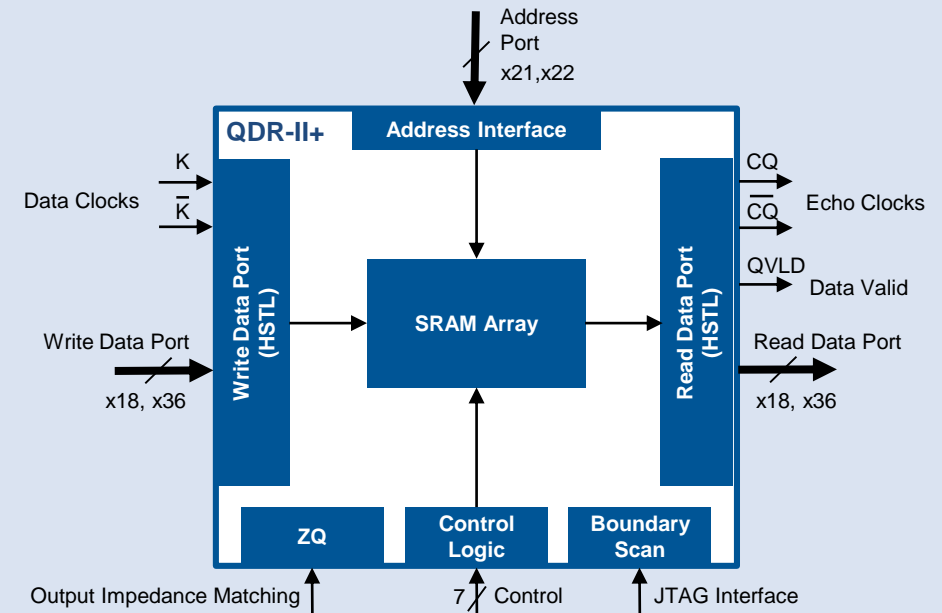 Address
Port
x21,x22
QDR-II+
Address Interface
K
K̅
Data Clocks
Write Data Port
(HSTL)
SRAM Array
Read Data Port
(HSTL)
CQ
C̅Q̅
Echo Clocks
QVLD
Data Valid
Write Data Port
x18, x36
Read Data Port
x18, x36
ZQ
Control
Logic
Boundary
Scan
Output Impedance Matching
7
Control
JTAG Interface